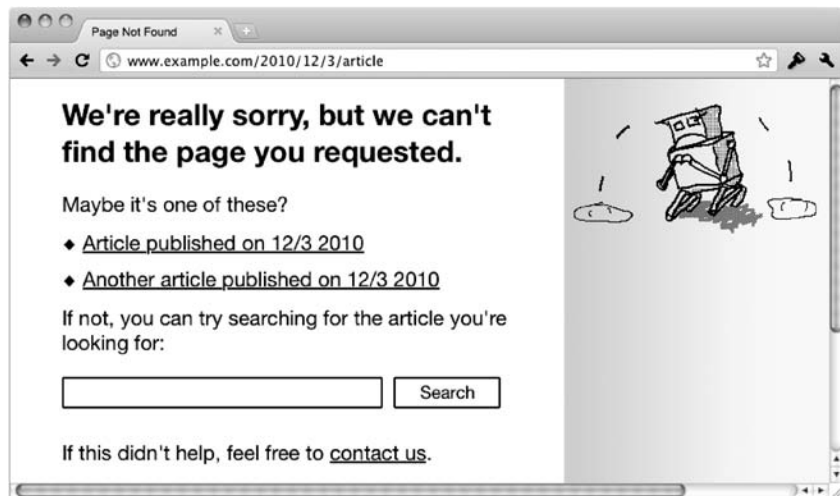 Page Not Found
www.example.com/2010/12/3/article
We're really sorry, but we can't
find the page you requested.
Maybe it's one of these?
Article published on 12/3 2010
Another article published on 12/3 2010
If not, you can try searching for the article you're
looking for:
Search
If this didn't help, feel free to contact us.